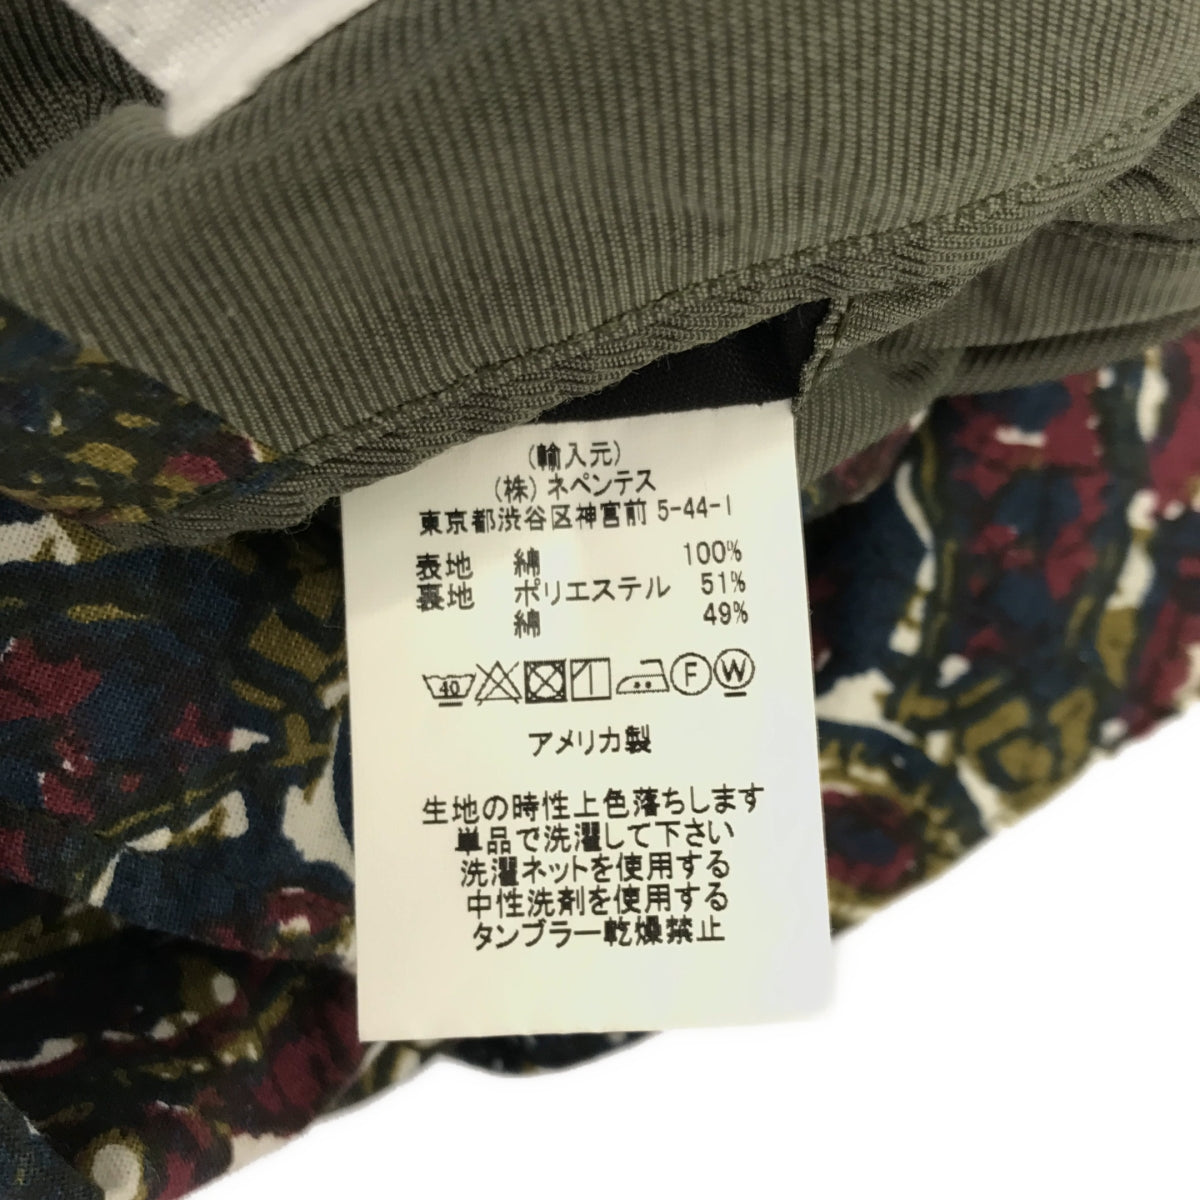 (輸入元)
(株)ネペンテス
東京都渋谷区神宮前 5-44-1
表地 綿 100%
裏地 ポリエステル 51%
綿 49%
40 F W
アメリカ製
生地の時性上色落ちします
単品で洗濯して下さい
洗濯ネットを使用する
中性洗剤を使用する
タンブラー乾燥禁止